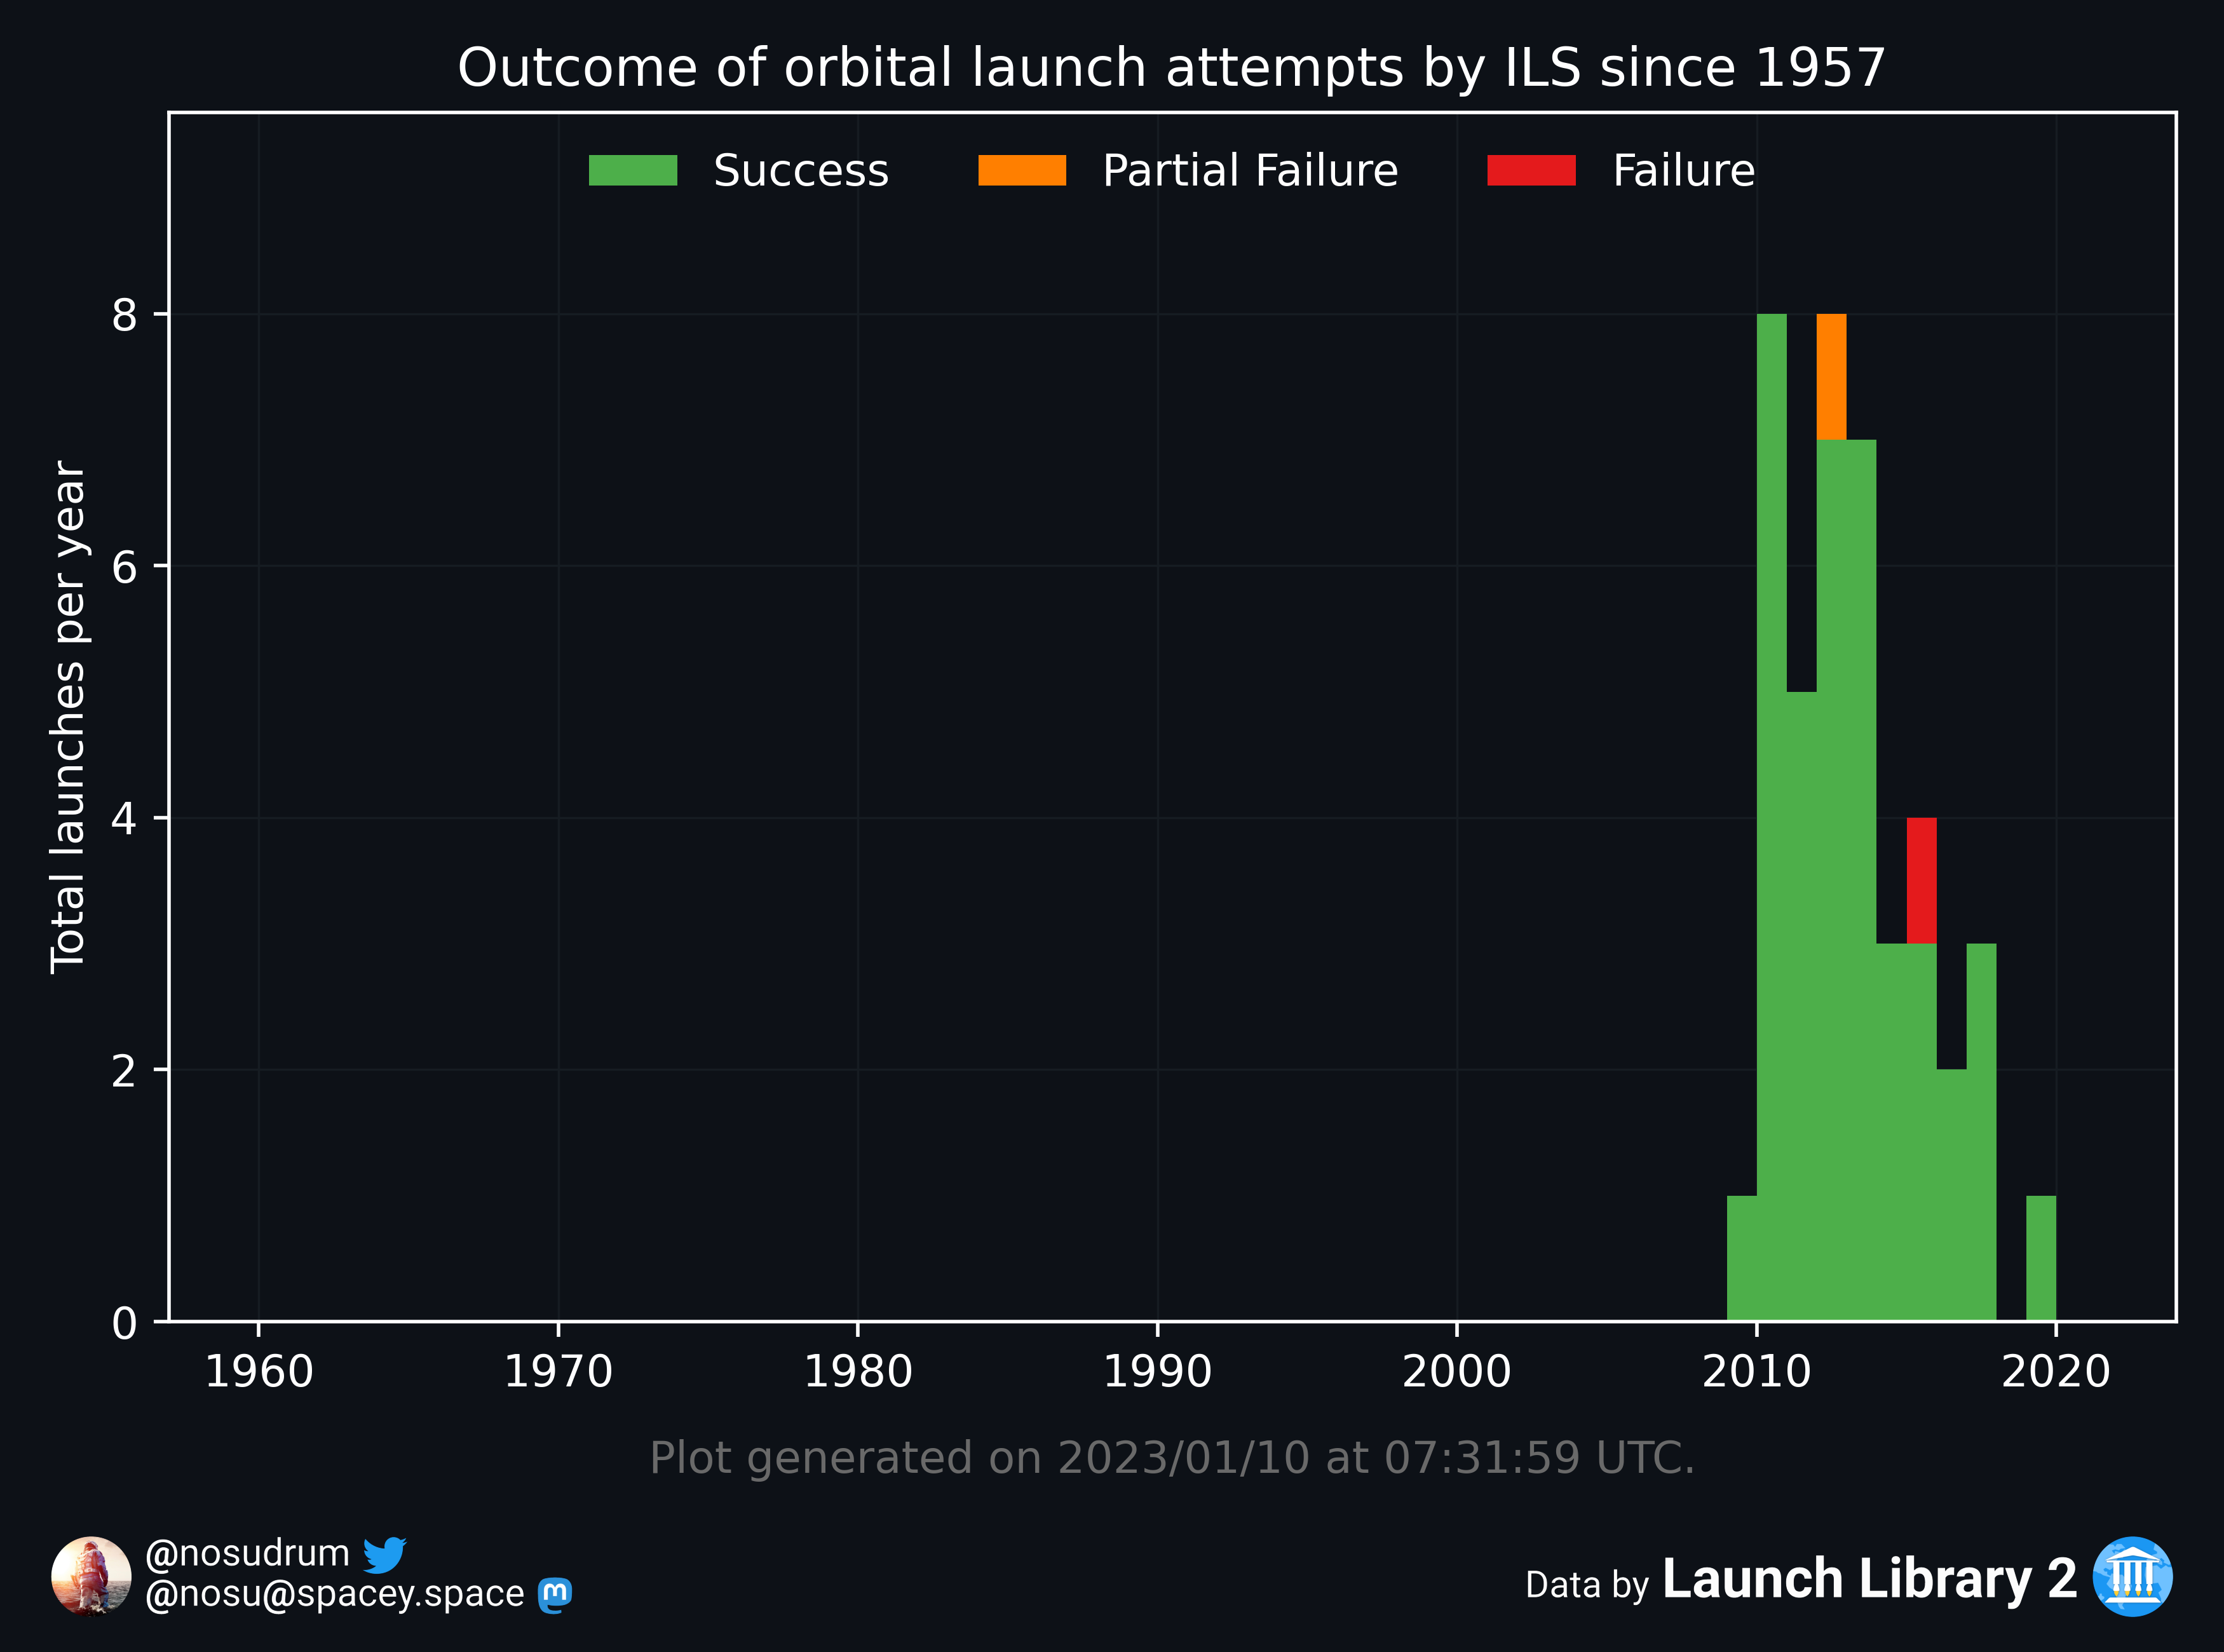 Outcome of orbital launch attempts by ILS since 1957
Success Partial Failure Failure
Total launches per year
8
6
4
2
0
1960 1970 1980 1990 2000 2010 2020
Plot generated on 2023/01/10 at 07:31:59 UTC.
@nosudrum
@nosu@spacey.space
Data by Launch Library 2